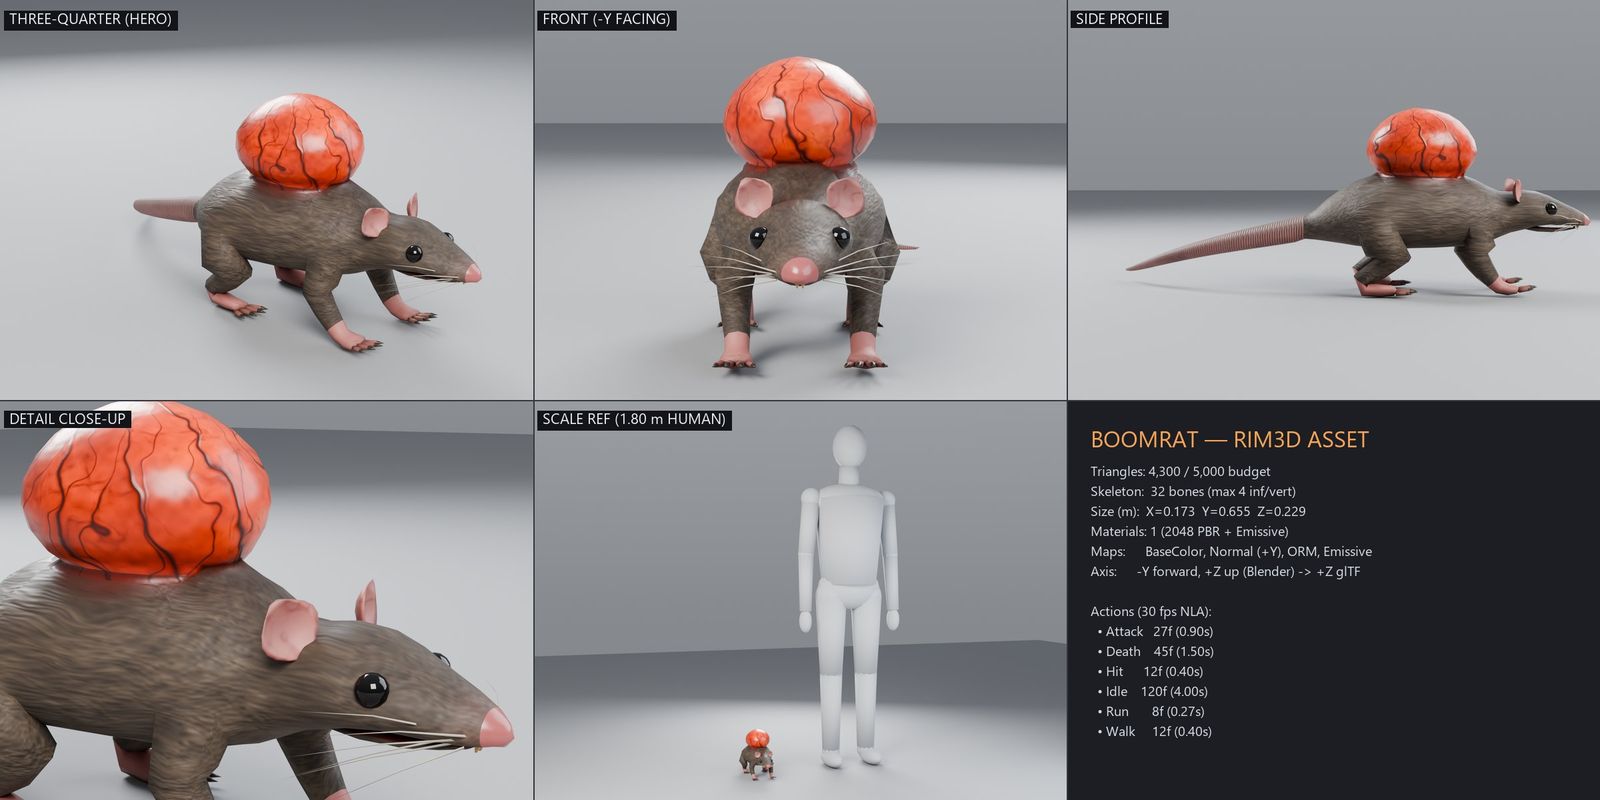 THREE-QUARTER (HERO)
FRONT (-Y FACING)
SIDE PROFILE
DETAIL CLOSE-UP
SCALE REF (1.80 m HUMAN)
BOOMRAT — RIM3D ASSET
Triangles: 4,300 / 5,000 budget
Skeleton: 32 bones (max 4 inf/vert)
Size (m): X=0.173 Y=0.655 Z=0.229
Materials: 1 (2048 PBR + Emissive)
Maps: BaseColor, Normal (+Y), ORM, Emissive
Axis: -Y forward, +Z up (Blender) -> +Z glTF
Actions (30 fps NLA):
• Attack 27f (0.90s)
• Death 45f (1.50s)
• Hit 12f (0.40s)
• Idle 120f (4.00s)
• Run 8f (0.27s)
• Walk 12f (0.40s)